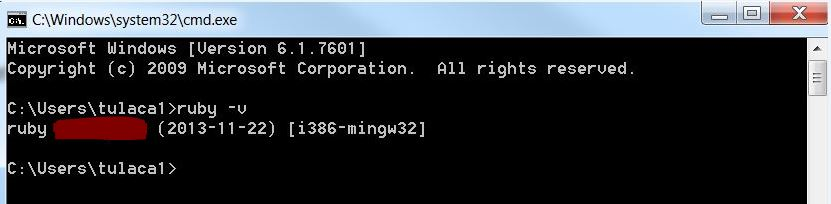 C:\Windows\system32\cmd.exe
Microsoft Windows [Version 6.1.7601]
Copyright (c) 2009 Microsoft Corporation.  All rights reserved.
C:\Users\tulaca1>ruby -v
ruby (2013-11-22) [i386-mingw32]
C:\Users\tulaca1>